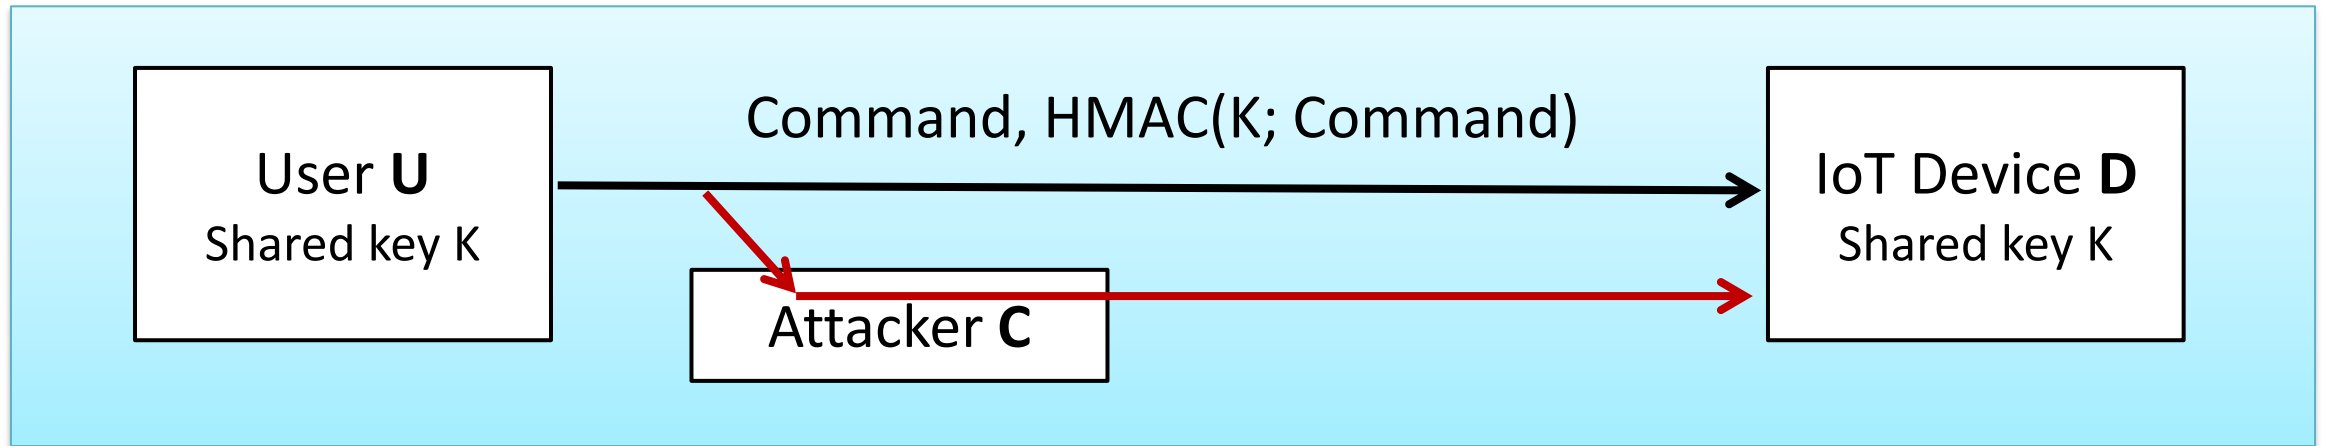 Command, HMAC(K; Command)
User U
Shared key K
IoT Device D
Shared key K
Attacker C